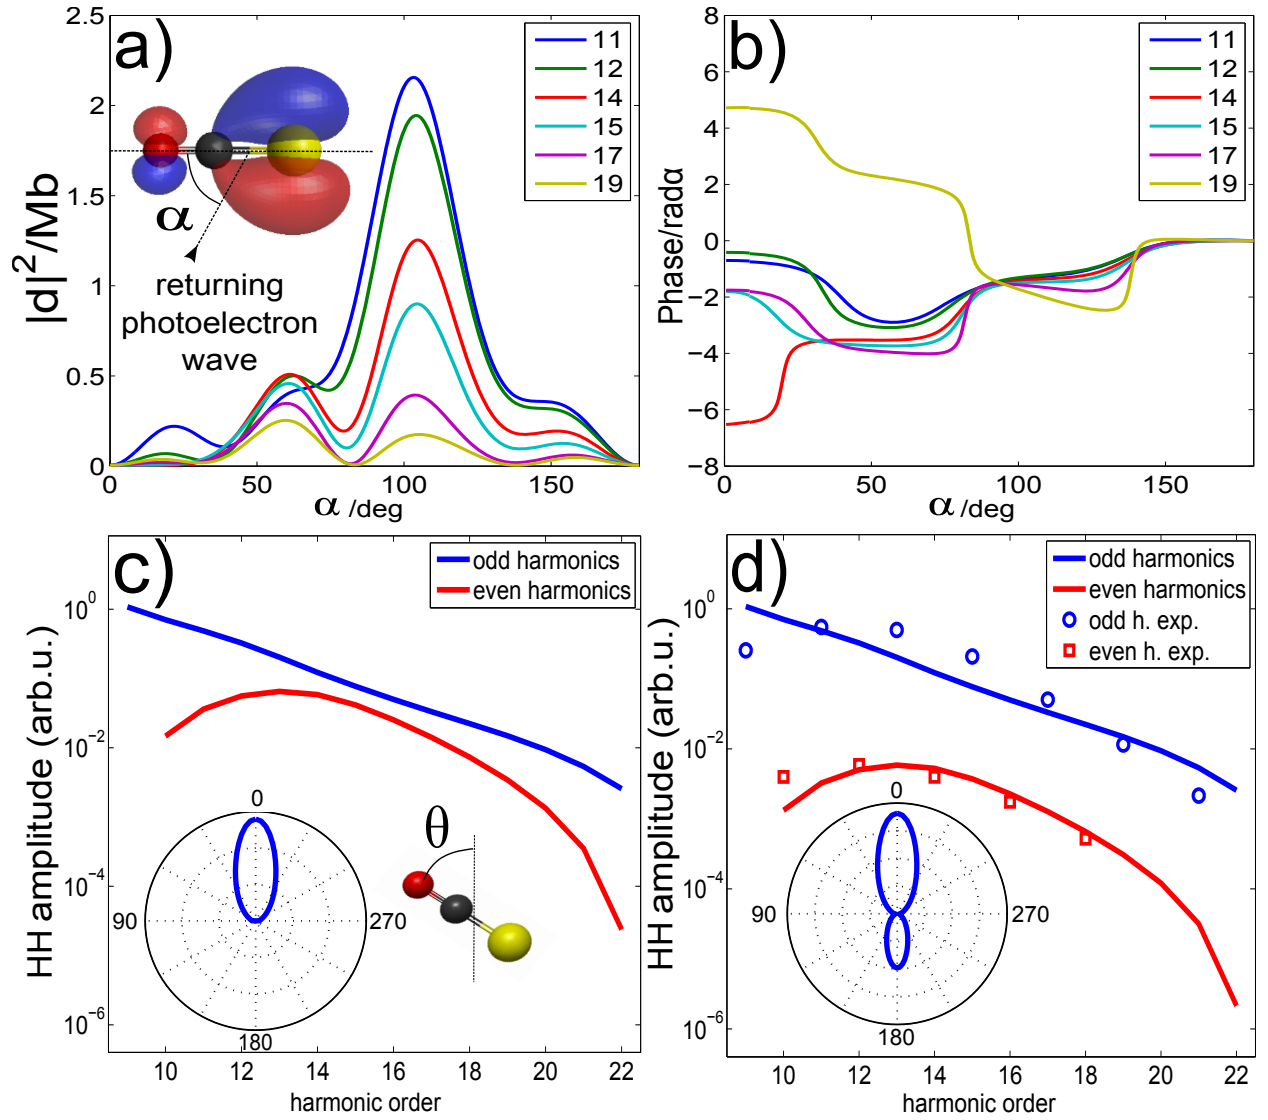 a)
|d|²/Mb
2.5
2
1.5
1
0.5
0
0 50 100 150
α /deg
11
12
14
15
17
19
α
returning
photoelectron
wave
b)
Phase/radα
8
6
4
2
0
−2
−4
−6
−8
0 50 100 150
α /deg
11
12
14
15
17
19
c)
HH amplitude (arb.u.)
10⁰
10⁻²
10⁻⁴
10⁻⁶
10 12 14 16 18 20 22
harmonic order
odd harmonics
even harmonics
0
90
270
180
θ
d)
HH amplitude (arb.u.)
10⁰
10⁻²
10⁻⁴
10⁻⁶
10 12 14 16 18 20 22
harmonic order
odd harmonics
even harmonics
odd h. exp.
even h. exp.
0
90
270
180